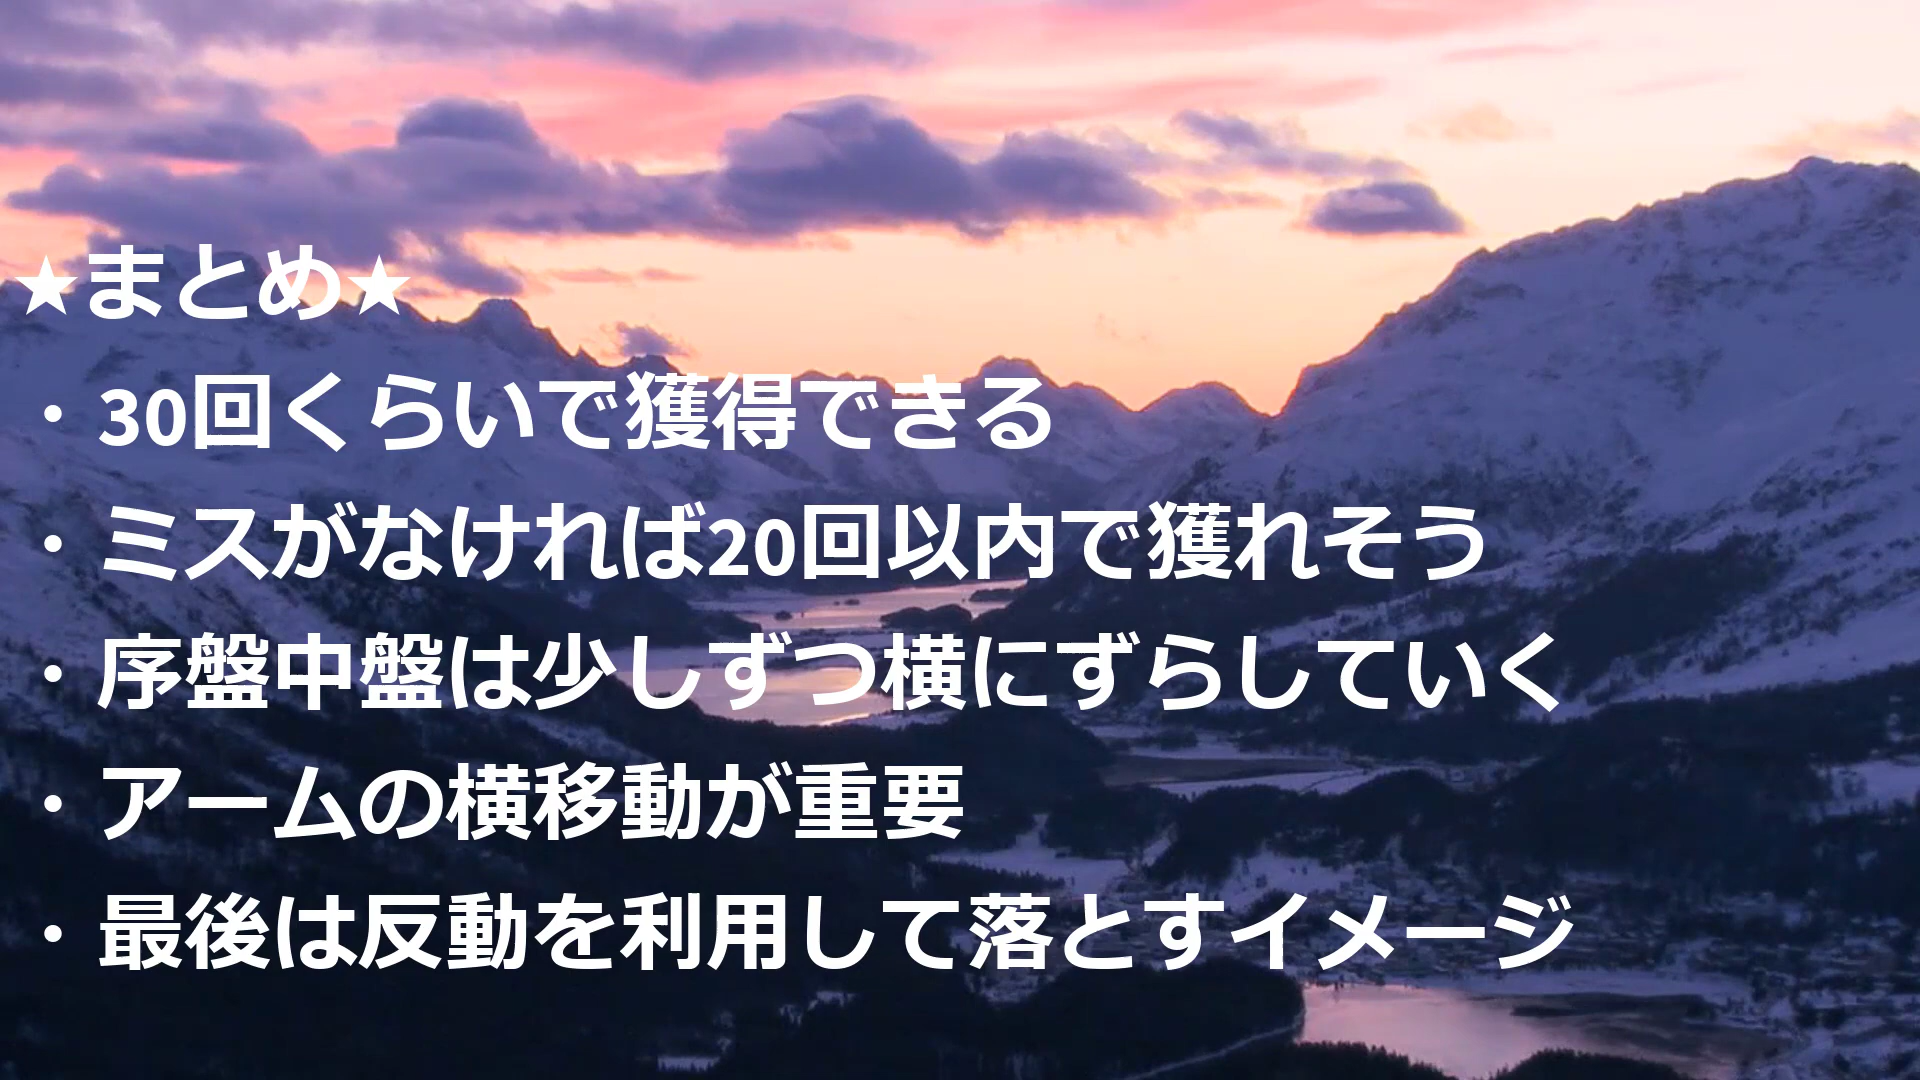 ★まとめ★
・30回くらいで獲得できる
・ミスがなければ20回以内で獲れそう
・序盤中盤は少しずつ横にずらしていく
・アームの横移動が重要
・最後は反動を利用して落とすイメージ